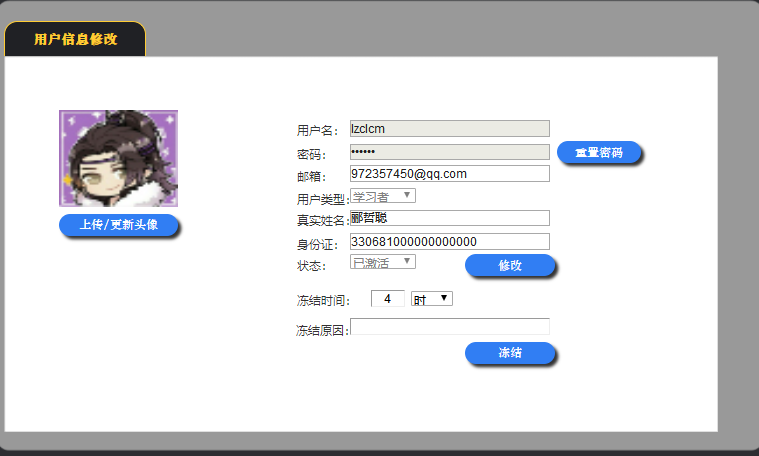 用户信息修改
上传/更新头像
用户名： lzclcm
密码： •••••• 重置密码
邮箱： 972357450@qq.com
用户类型: 学习者
真实姓名: 郦哲聪
身份证： 330681000000000000
状态： 已激活 修改
冻结时间： 4 时
冻结原因:
冻结